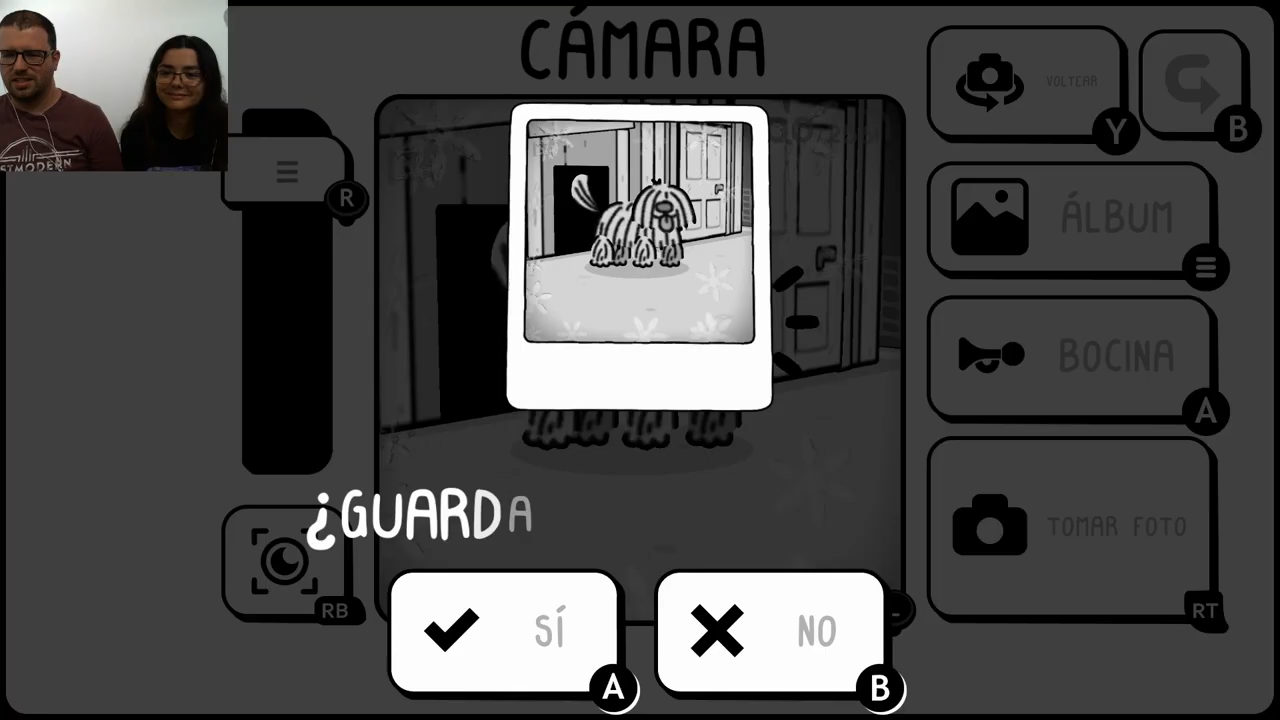 CÁMARA
VOLTEAR
Y
B
R
ÁLBUM
BOCINA
A
¿GUARDA
TOMAR FOTO
RB
RT
SÍ
A
NO
B